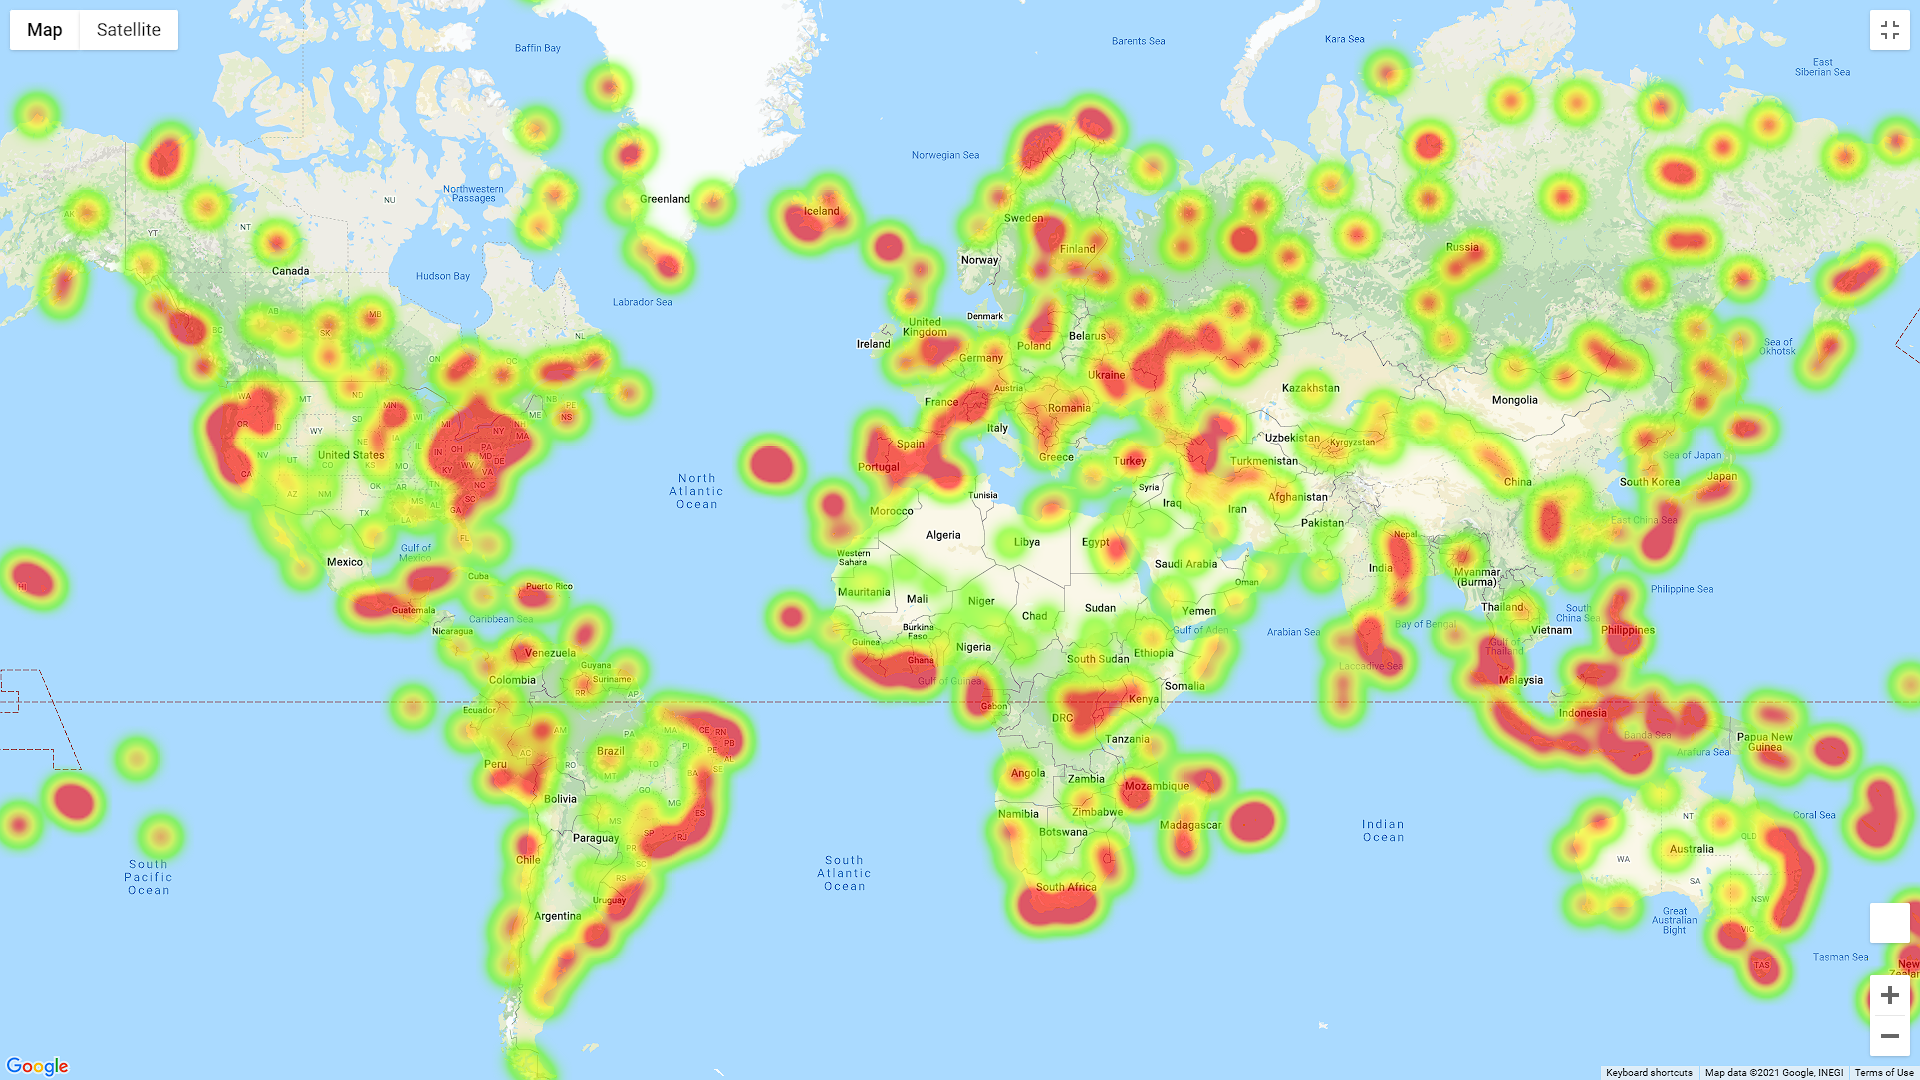 Map
Satellite
Baffin Bay
Barents Sea
Kara Sea
East
Siberian Sea
Norwegian Sea
Northwestern
Passages
Greenland
NU
AK
YT
NT
Canada
Hudson Bay
Labrador Sea
Iceland
Sweden
Finland
Norway
Russia
AB
SK
MB
BC
ON
QC
NL
NB
PE
NS
United
Kingdom
Ireland
Denmark
Belarus
Poland
Germany
Ukraine
Austria
France
Romania
Italy
Kazakhstan
Mongolia
Sea of
Okhotsk
WA
MT
ND
MN
OR
ID
SD
WY
WI
MI
NY
NH
ME
MA
United States
NE
IA
IN
OH
PA
MD
DE
NV
UT
CO
KS
MO
KY
WV
VA
CA
AZ
NM
OK
AR
TN
NC
SC
MS
AL
GA
TX
LA
FL
Spain
Portugal
Greece
Turkey
Uzbekistan
Kyrgyzstan
Turkmenistan
Sea of Japan
Japan
South Korea
China
North
Atlantic
Ocean
Tunisia
Syria
Iraq
Iran
Afghanistan
Morocco
Pakistan
East China Sea
Algeria
Libya
Egypt
Nepal
Gulf of
Mexico
Mexico
Western
Sahara
Saudi Arabia
India
Myanmar
(Burma)
HI
Cuba
Puerto Rico
Oman
Philippine Sea
Mauritania
Mali
Niger
Chad
Sudan
Yemen
Thailand
South
China Sea
Guatemala
Caribbean Sea
Nicaragua
Burkina
Faso
Gulf of Aden
Arabian Sea
Bay of Bengal
Vietnam
Philippines
Guinea
Gulf of
Thailand
Venezuela
Guyana
Suriname
Ghana
Nigeria
South Sudan
Ethiopia
Laccadive Sea
Colombia
RR
AP
Gulf of Guinea
Somalia
Malaysia
Ecuador
Gabon
Kenya
DRC
Indonesia
AM
PA
MA
CE
RN
PB
PE
AL
SE
PI
AC
Brazil
Tanzania
Banda Sea
Arafura Sea
Papua New
Guinea
Peru
RO
MT
TO
BA
Angola
Zambia
Mozambique
Bolivia
GO
MG
ES
MS
SP
RJ
Namibia
Zimbabwe
Botswana
Madagascar
Indian
Ocean
NT
QLD
Coral Sea
Paraguay
PR
SC
Chile
RS
South
Pacific
Ocean
South
Atlantic
Ocean
South Africa
WA
Australia
SA
NSW
Uruguay
Argentina
Great
Australian
Bight
VIC
TAS
Tasman Sea
New
Zealan
Google
Keyboard shortcuts
Map data ©2021 Google, INEGI
Terms of Use